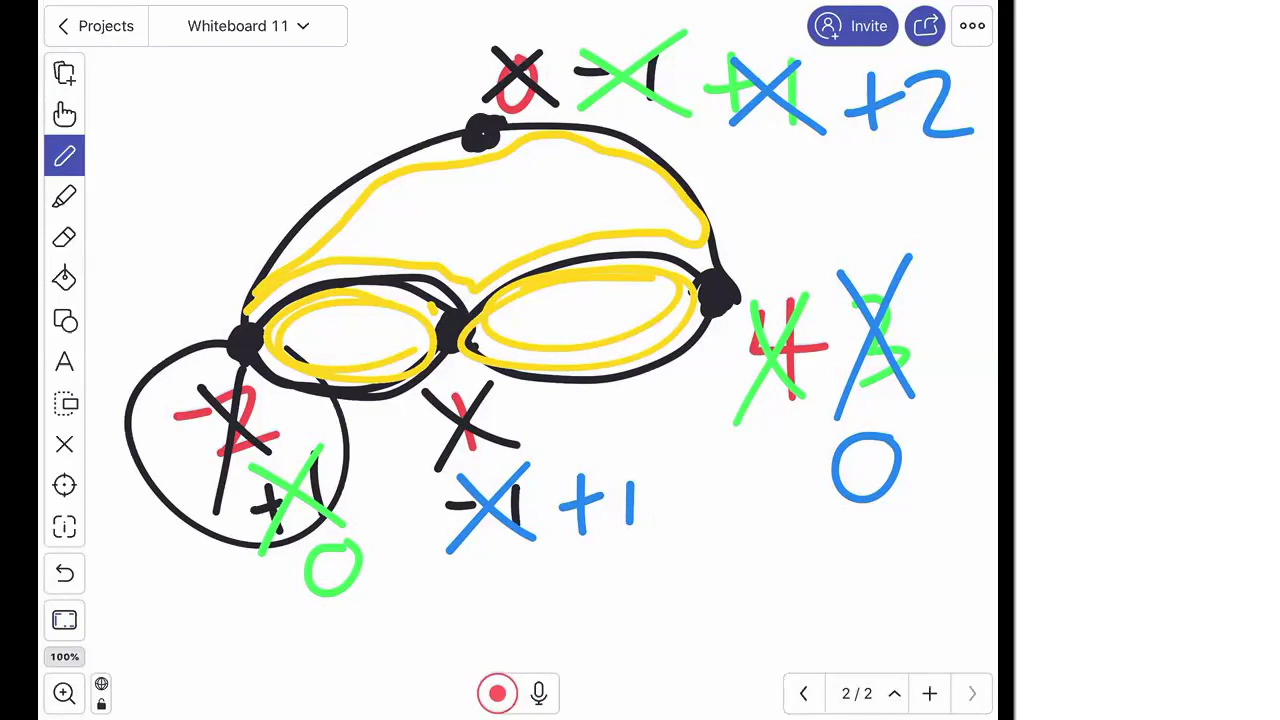 Projects
Whiteboard 11
Invite
0 -1 +1 +2
4 3
-2 1
0
+1 -1 +1
0
A
100%
2 / 2